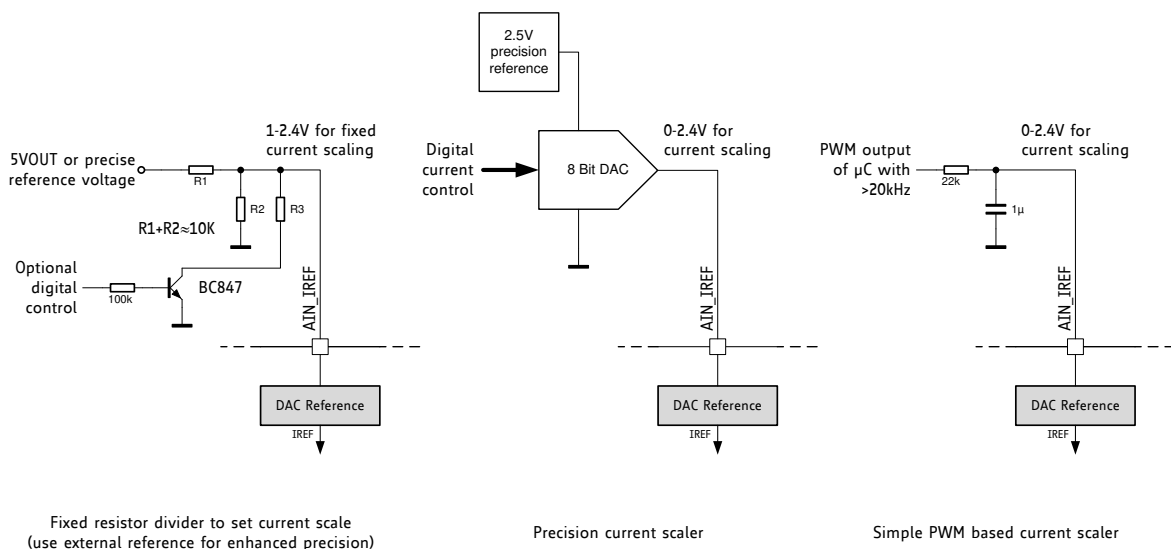 5VOUT or precise
reference voltage
R1
1-2.4V for fixed
current scaling
R2
R3
R1+R2≈10K
Optional
digital
control
100k
BC847
AIN_IREF
DAC Reference
IREF
Fixed resistor divider to set current scale
(use external reference for enhanced precision)
2.5V
precision
reference
Digital
current
control
8 Bit DAC
0-2.4V for
current scaling
AIN_IREF
DAC Reference
IREF
Precision current scaler
PWM output
of µC with
>20kHz
22k
0-2.4V for
current scaling
1µ
AIN_IREF
DAC Reference
IREF
Simple PWM based current scaler